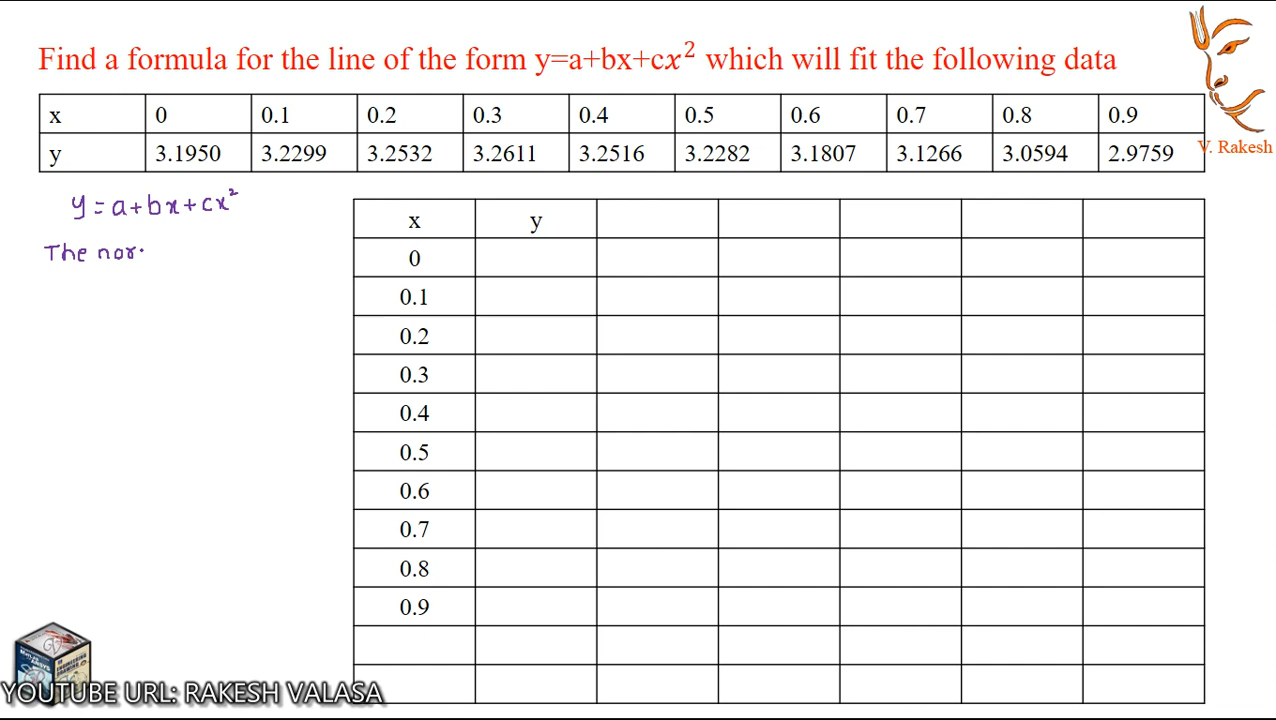 Find a formula for the line of the form y=a+bx+cx² which will fit the following data
x 0 0.1 0.2 0.3 0.4 0.5 0.6 0.7 0.8 0.9
y 3.1950 3.2299 3.2532 3.2611 3.2516 3.2282 3.1807 3.1266 3.0594 2.9759
V. Rakesh
y = a+bx+cx²
The nor
x y
0
0.1
0.2
0.3
0.4
0.5
0.6
0.7
0.8
0.9
YOUTUBE URL: RAKESH VALASA